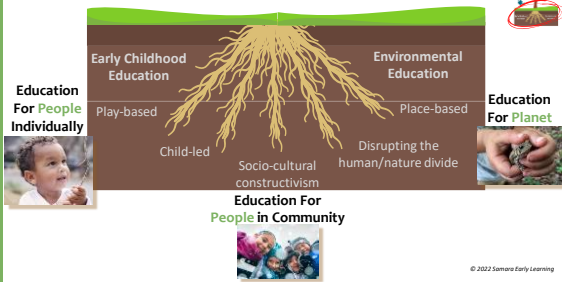 Early Childhood
Education
Environmental
Education
Education
For People
Individually
Play-based
Place-based
Education
For Planet
Child-led
Disrupting the
human/nature divide
Socio-cultural
constructivism
Education For
People in Community
© 2022 Samara Early Learning